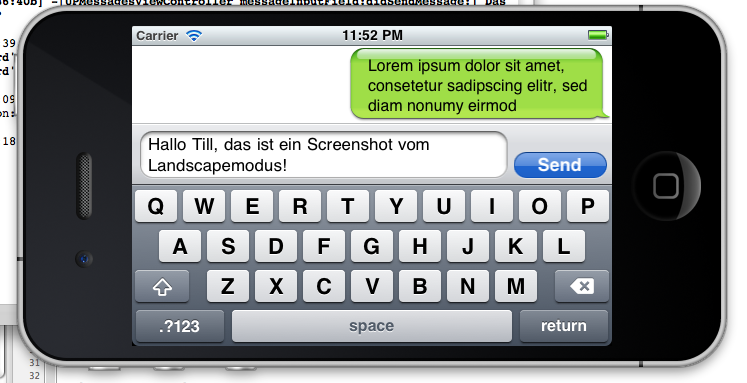 -[UPMessagesViewController messageInputField:didSendMessage:] Das
39
rd'
rd'
09
on:
18
Carrier 11:52 PM
Lorem ipsum dolor sit amet,
consetetur sadipscing elitr, sed
diam nonumy eirmod
Hallo Till, das ist ein Screenshot vom
Landscapemodus!
Send
Q W E R T Y U I O P
A S D F G H J K L
Z X C V B N M
.?123 space return
31
32